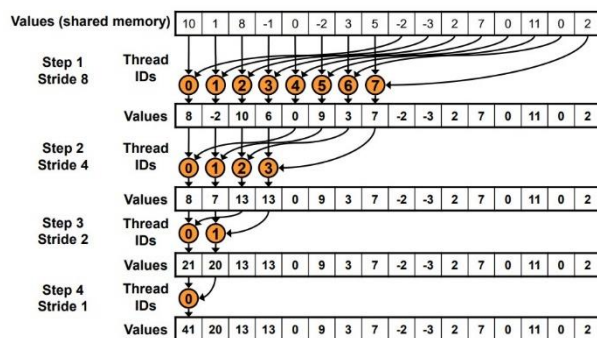 Values (shared memory) 10 1 8 -1 0 -2 3 5 -2 -3 2 7 0 11 0 2
Step 1 Stride 8 Thread IDs 0 1 2 3 4 5 6 7
Values 8 -2 10 6 0 9 3 7 -2 -3 2 7 0 11 0 2
Step 2 Stride 4 Thread IDs 0 1 2 3
Values 8 7 13 13 0 9 3 7 -2 -3 2 7 0 11 0 2
Step 3 Stride 2 Thread IDs 0 1
Values 21 20 13 13 0 9 3 7 -2 -3 2 7 0 11 0 2
Step 4 Stride 1 Thread IDs 0
Values 41 20 13 13 0 9 3 7 -2 -3 2 7 0 11 0 2